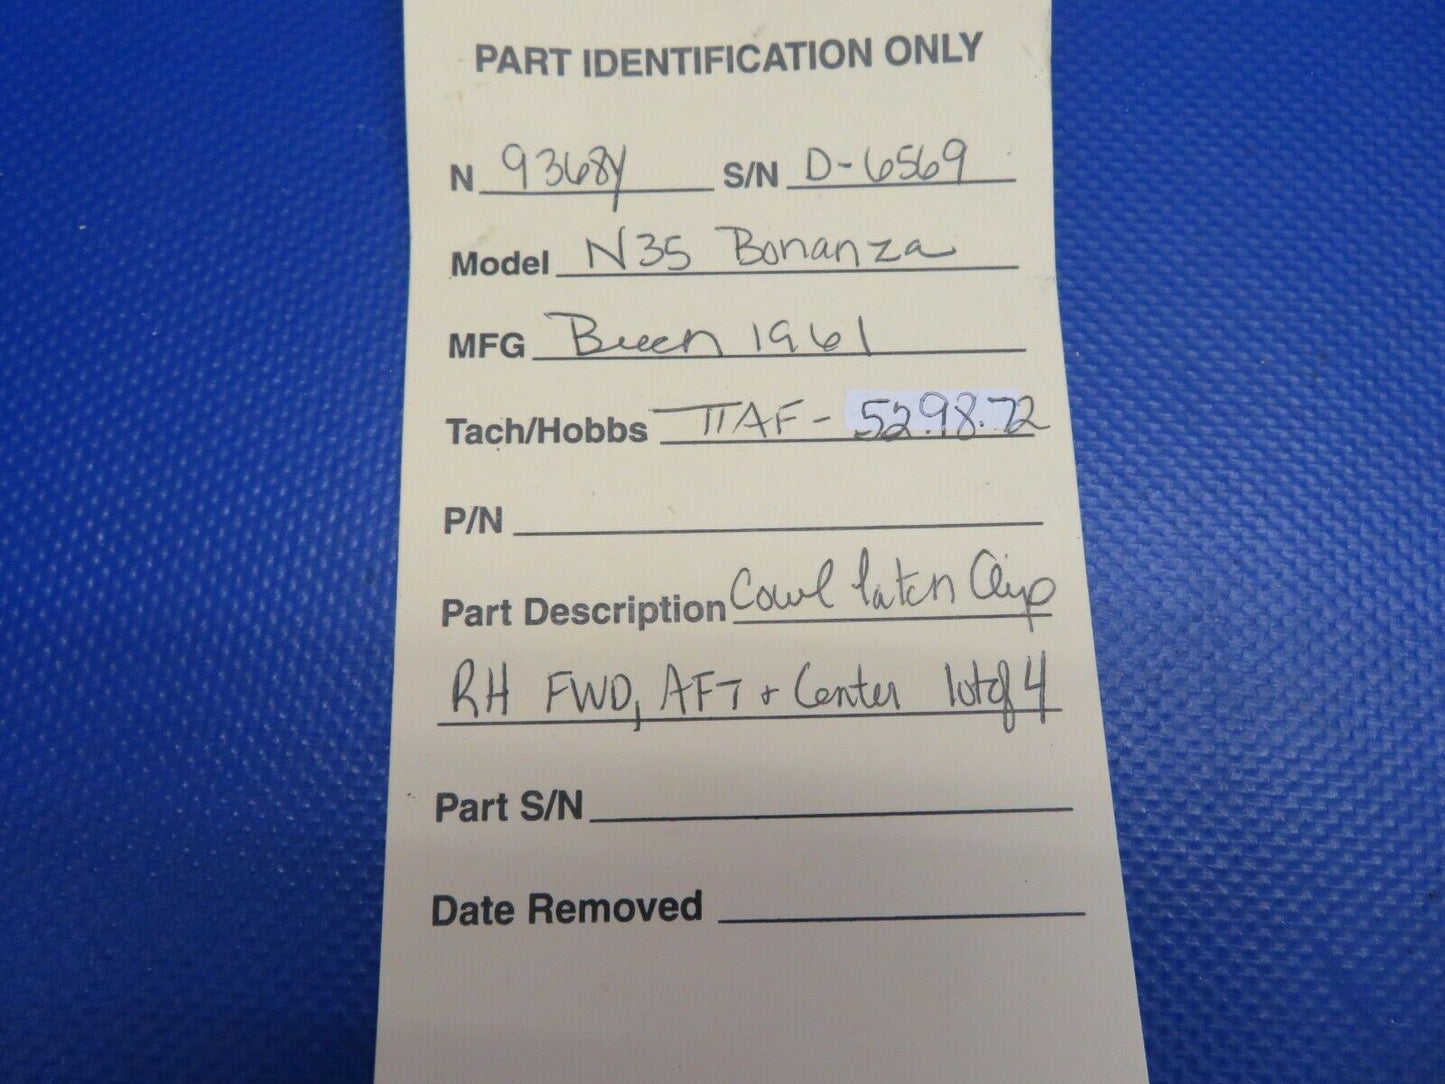 PART IDENTIFICATION ONLY
N 9368Y S/N D-6569
Model N35 Bonanza
MFG Beech 1961
Tach/Hobbs TTAF - 5298.72
P/N
Part Description Cowl latch Clip
RH FWD, AFT + Center lot of 4
Part S/N
Date Removed